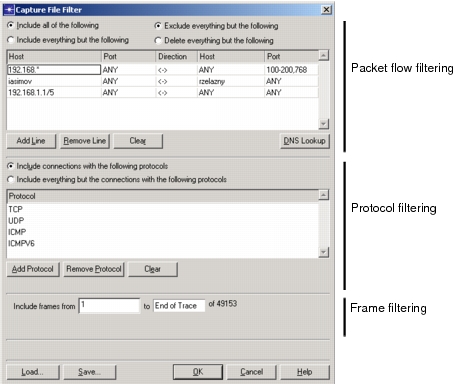 Capture File Filter
Include all of the following
Exclude everything but the following
Include everything but the following
Delete everything but the following
Host Port Direction Host Port
192.168.* ANY <-> ANY 100-200,768
iasimov ANY <-> rzelazny ANY
192.168.1.1/5 ANY <-> ANY ANY
Add Line Remove Line Clear DNS Lookup
Packet flow filtering
Include connections with the following protocols
Include everything but the connections with the following protocols
Protocol
TCP
UDP
ICMP
ICMPV6
Add Protocol Remove Protocol Clear
Protocol filtering
Include frames from 1 to End of Trace of 49153
Frame filtering
Load... Save... OK Cancel Help